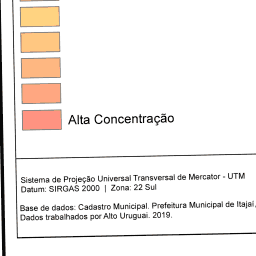 Alta Concentração
Sistema de Projeção Universal Transversal de Mercator - UTM
Datum: SIRGAS 2000 | Zona: 22 Sul
Base de dados: Cadastro Municipal. Prefeitura Municipal de Itajaí,
Dados trabalhados por Alto Uruguai. 2019.